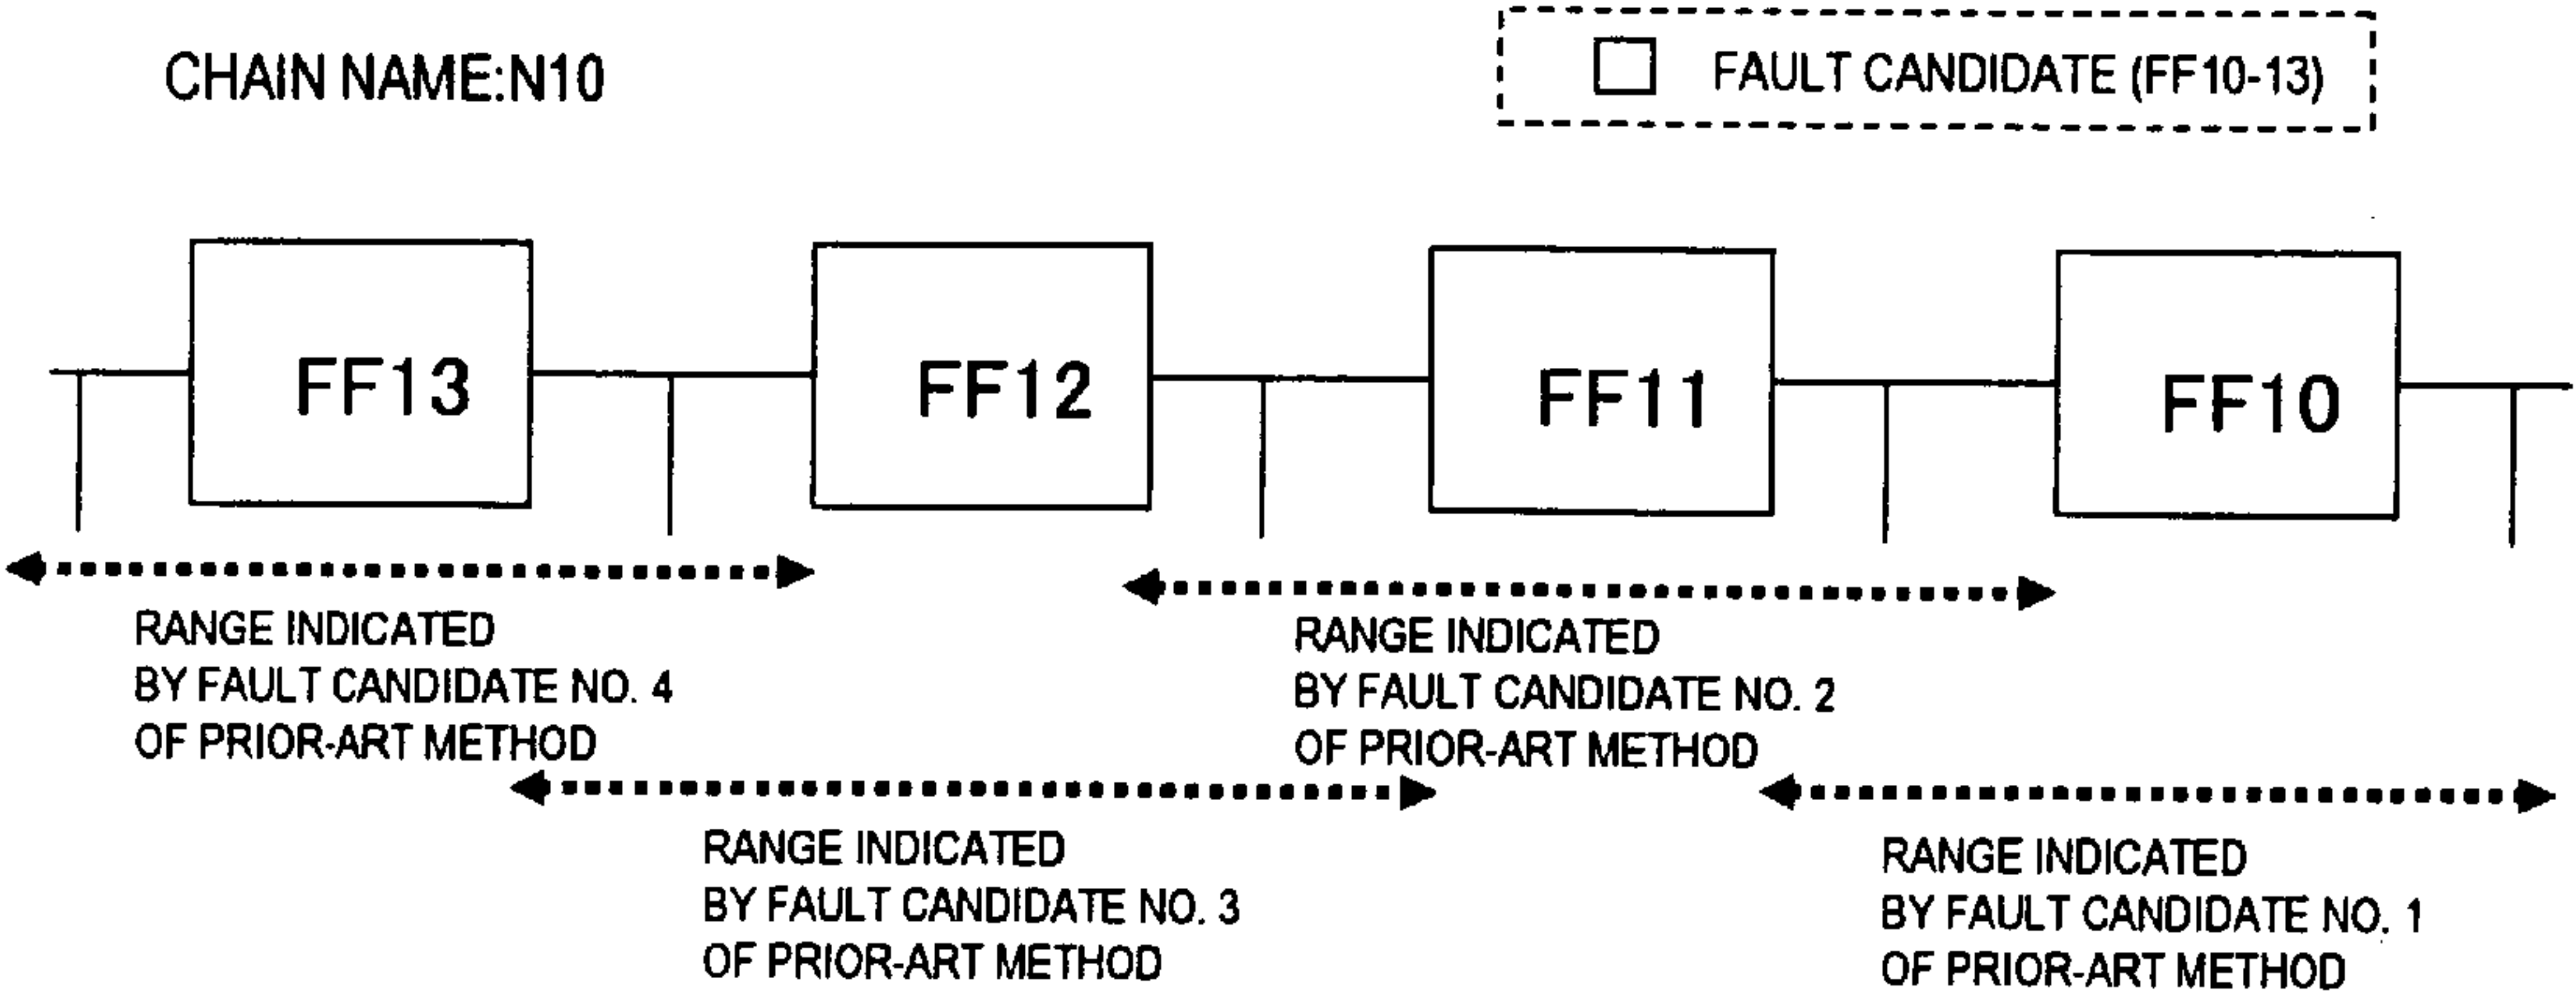 CHAIN NAME:N10
FAULT CANDIDATE (FF10-13)
FF13
FF12
FF11
FF10
RANGE INDICATED
BY FAULT CANDIDATE NO. 4
OF PRIOR-ART METHOD
RANGE INDICATED
BY FAULT CANDIDATE NO. 2
OF PRIOR-ART METHOD
RANGE INDICATED
BY FAULT CANDIDATE NO. 3
OF PRIOR-ART METHOD
RANGE INDICATED
BY FAULT CANDIDATE NO. 1
OF PRIOR-ART METHOD